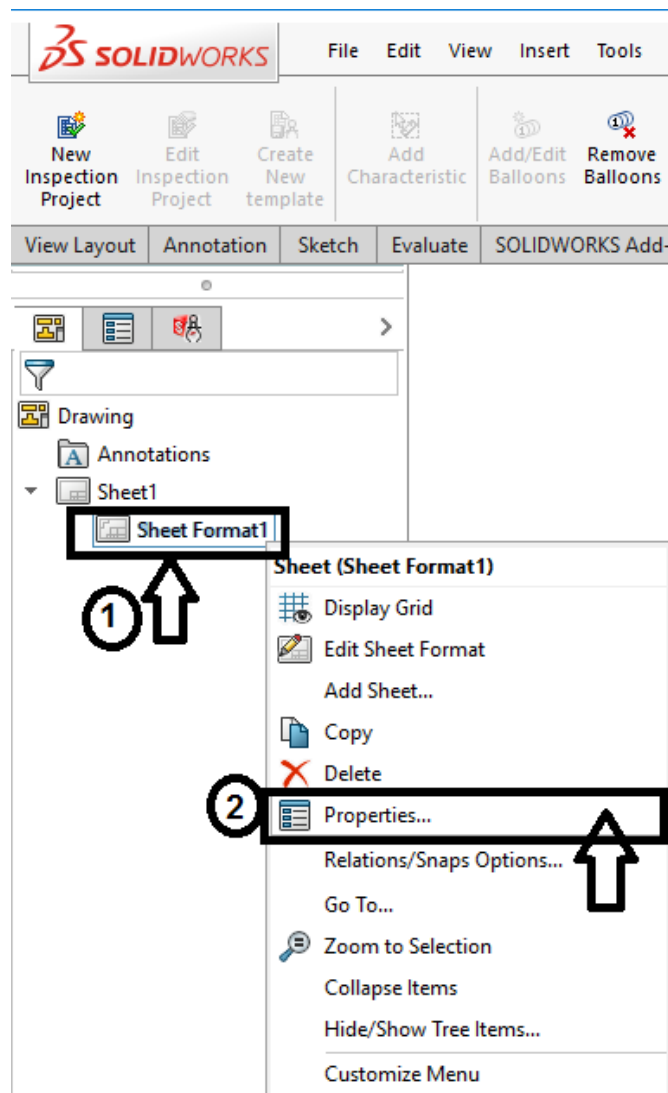 SOLIDWORKS File Edit View Insert Tools
New Inspection Project
Edit Inspection Project
Create New template
Add Characteristic
Add/Edit Balloons
Remove Balloons
View Layout Annotation Sketch Evaluate SOLIDWORKS Add-
Drawing
A Annotations
Sheet1
Sheet Format1
1
Sheet (Sheet Format1)
Display Grid
Edit Sheet Format
Add Sheet...
Copy
Delete
2 Properties...
Relations/Snaps Options...
Go To...
Zoom to Selection
Collapse Items
Hide/Show Tree Items...
Customize Menu